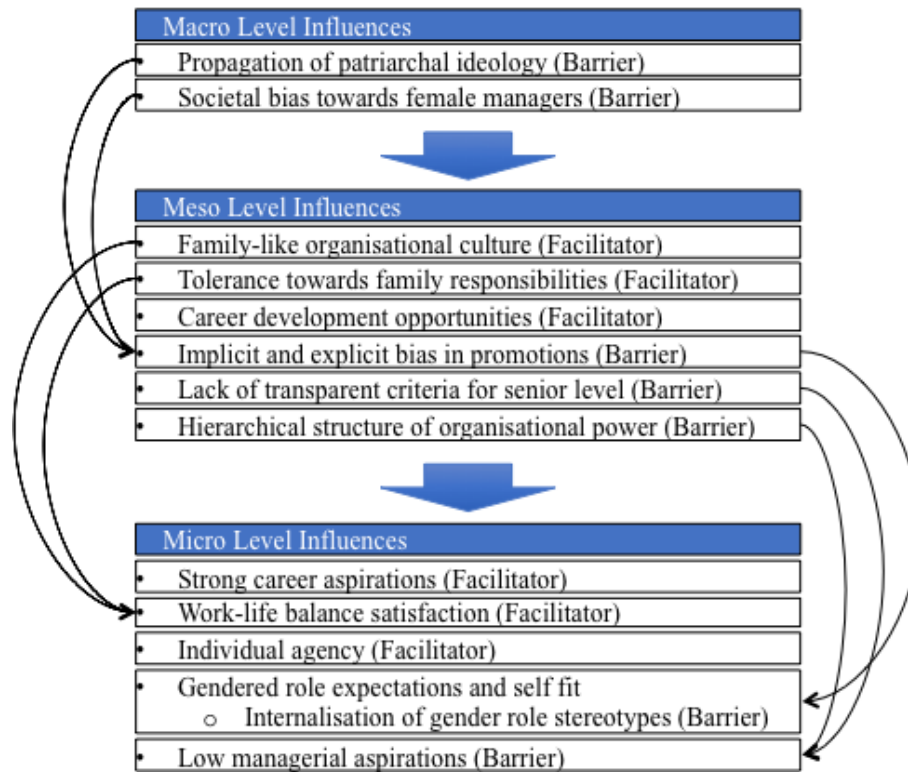 Macro Level Influences
• Propagation of patriarchal ideology (Barrier)
• Societal bias towards female managers (Barrier)
Meso Level Influences
• Family-like organisational culture (Facilitator)
• Tolerance towards family responsibilities (Facilitator)
• Career development opportunities (Facilitator)
• Implicit and explicit bias in promotions (Barrier)
• Lack of transparent criteria for senior level (Barrier)
• Hierarchical structure of organisational power (Barrier)
Micro Level Influences
• Strong career aspirations (Facilitator)
• Work-life balance satisfaction (Facilitator)
• Individual agency (Facilitator)
• Gendered role expectations and self fit
o Internalisation of gender role stereotypes (Barrier)
• Low managerial aspirations (Barrier)